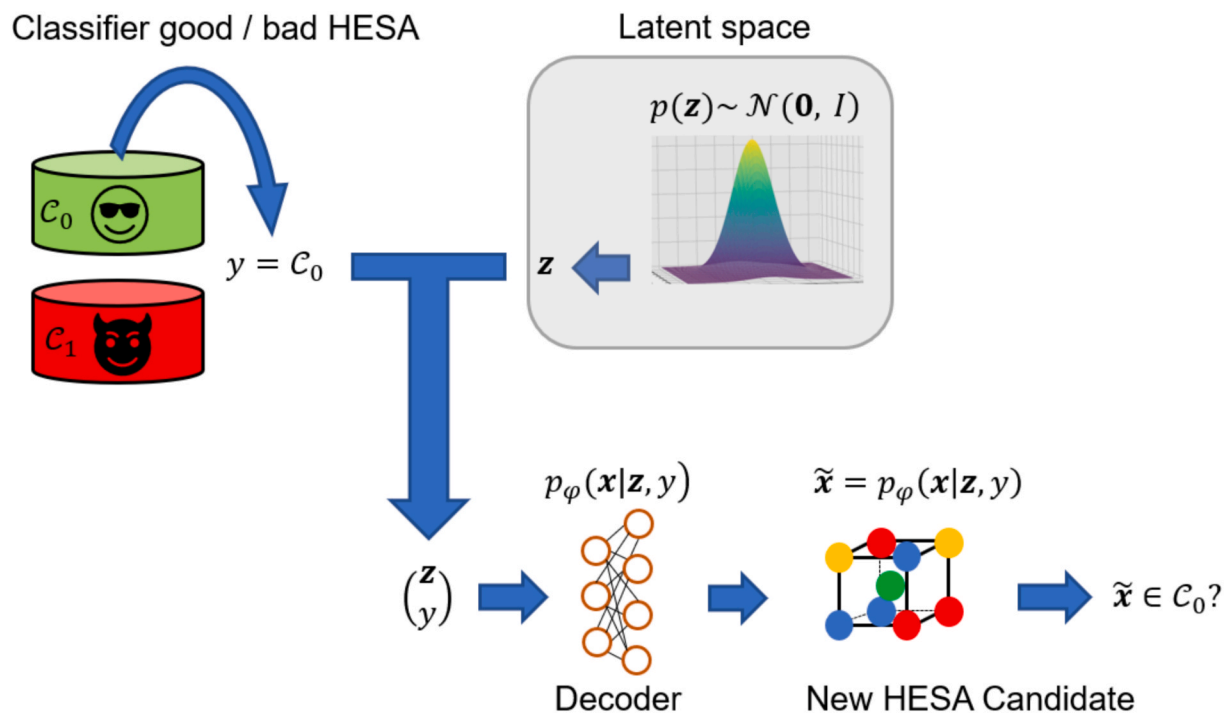 Classifier good / bad HESA
Latent space
p(z)~ 𝒩(0, I)
𝒞₀
y = 𝒞₀
z
𝒞₁
p_φ(x|z, y)
x̃ = p_φ(x|z, y)
(z
y)
x̃ ∈ 𝒞₀?
Decoder
New HESA Candidate